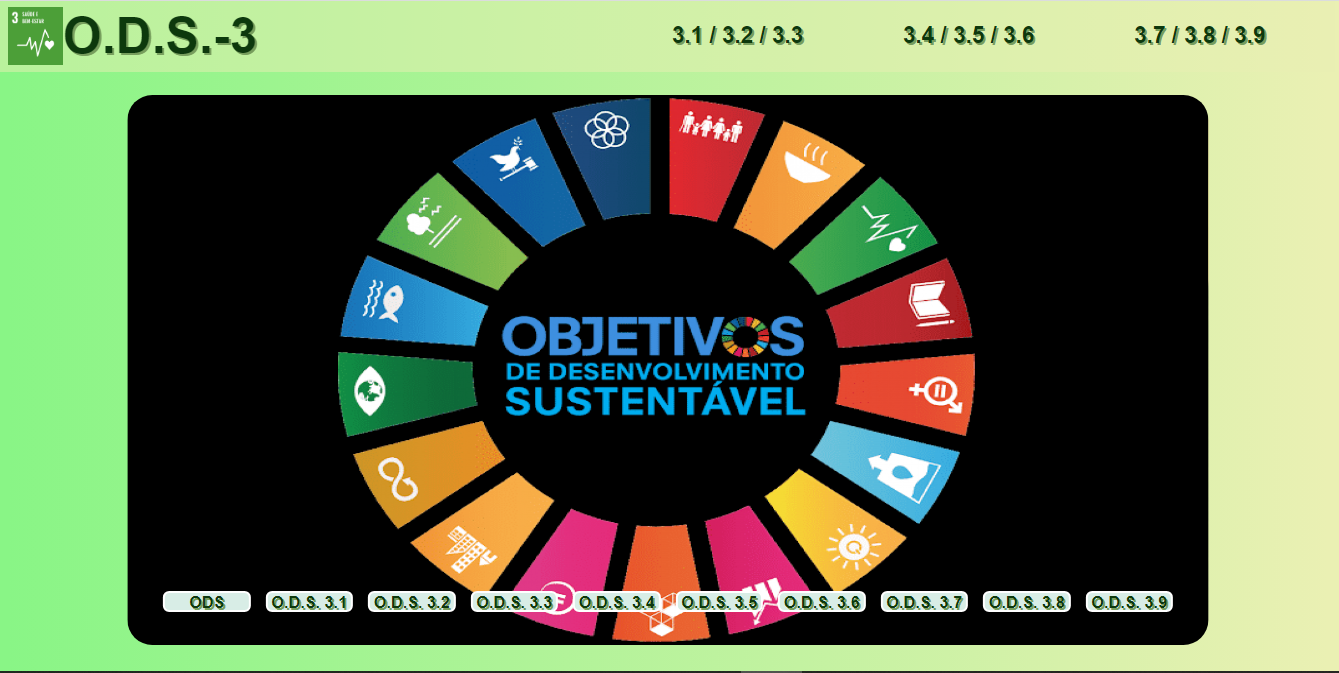 3 SAÚDE E
BEM-ESTAR
O.D.S.-3
3.1 / 3.2 / 3.3
3.4 / 3.5 / 3.6
3.7 / 3.8 / 3.9
OBJETIVOS
DE DESENVOLVIMENTO
SUSTENTÁVEL
ODS
O.D.S. 3.1
O.D.S. 3.2
O.D.S. 3.3
O.D.S. 3.4
O.D.S. 3.5
O.D.S. 3.6
O.D.S. 3.7
O.D.S. 3.8
O.D.S. 3.9